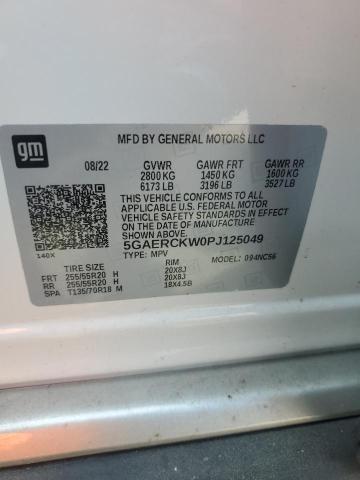 gm
MFD BY GENERAL MOTORS LLC
08/22 GVWR GAWR FRT GAWR RR
2800 KG 1450 KG 1600 KG
6173 LB 3196 LB 3527 LB
THIS VEHICLE CONFORMS TO ALL
APPLICABLE U.S. FEDERAL MOTOR
VEHICLE SAFETY STANDARDS IN
EFFECT ON THE DATE OF MANUFACTURE
SHOWN ABOVE.
5GAERCKW0PJ125049
140X TYPE: MPV MODEL: 094NC56
TIRE SIZE RIM
FRT 255/55R20 H 20X8J
RR 255/55R20 H 20X8J
SPA T135/70R18 M 18X4.5B